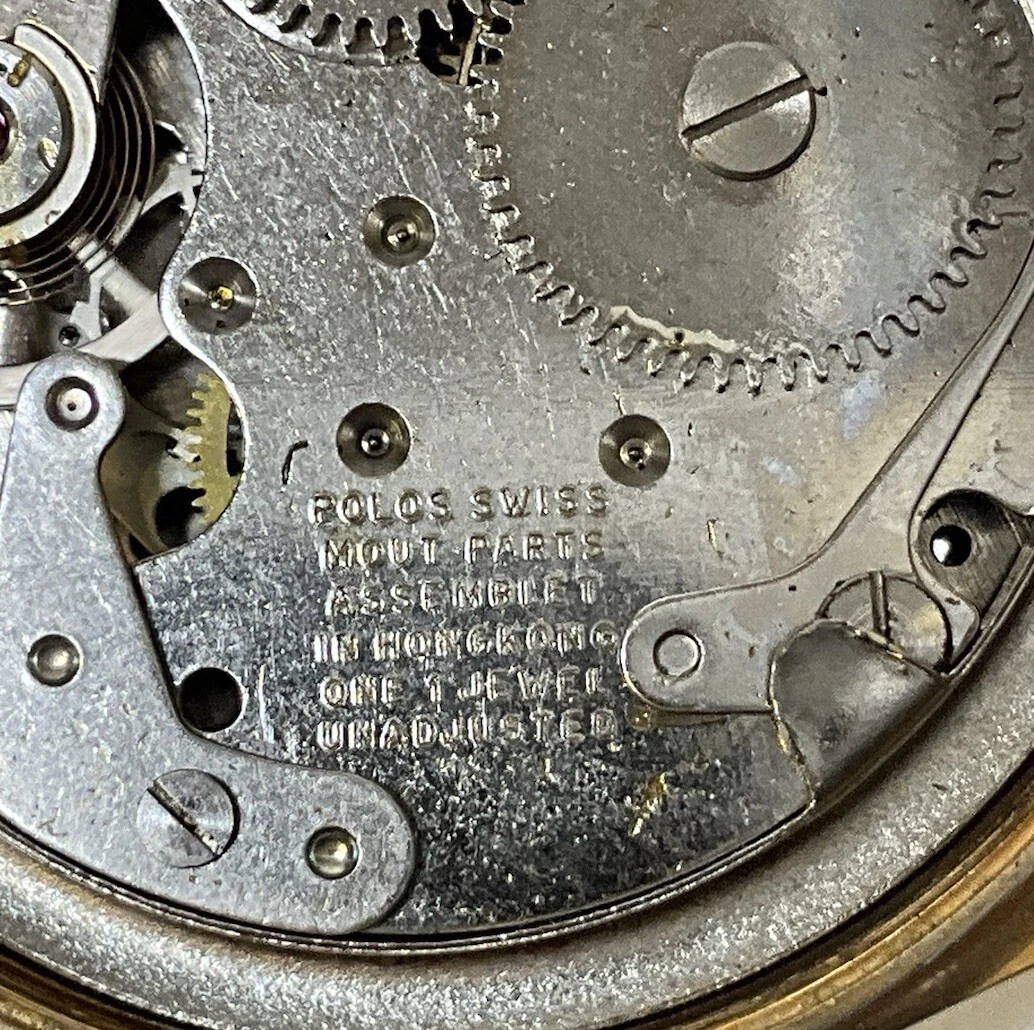 POLOS SWISS
MOUT PARTS
ASSEMBLET
IN HONGKONG
ONE 1 JEWEL
UNADJUSTED